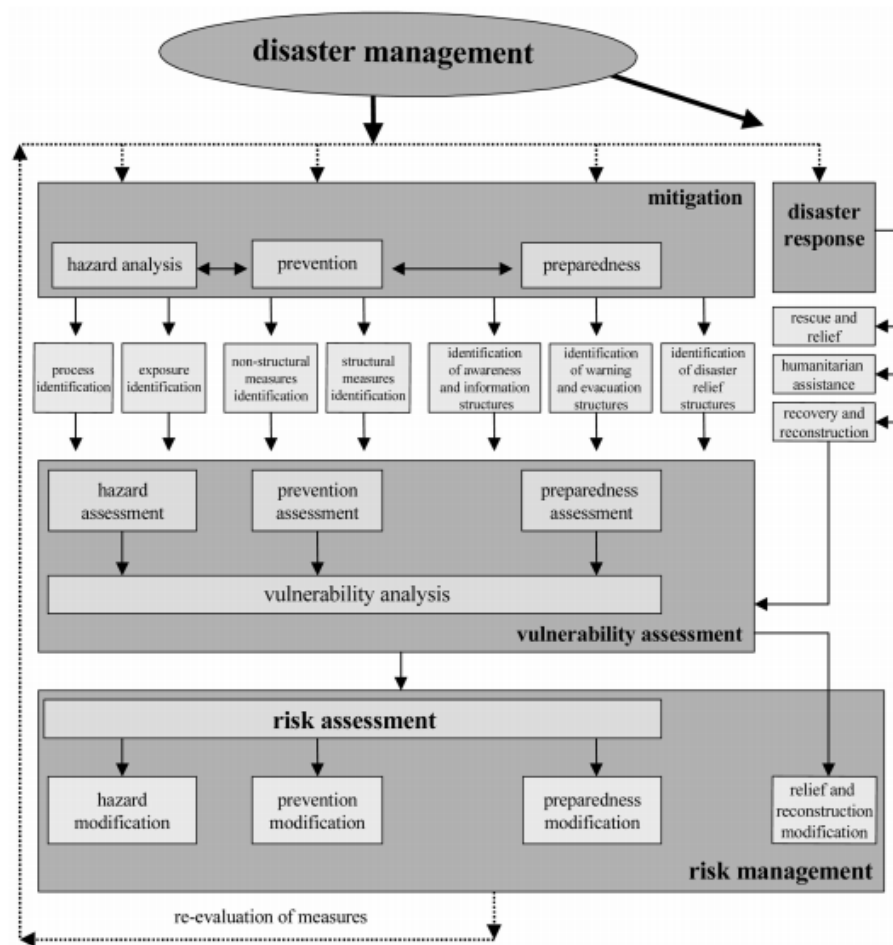 disaster management
mitigation
disaster
response
hazard analysis
prevention
preparedness
rescue and
relief
humanitarian
assistance
recovery and
reconstruction
process
identification
exposure
identification
non-structural
measures
identification
structural
measures
identification
identification
of awareness
and information
structures
identification
of warning
and evacuation
structures
identification
of disaster
relief
structures
hazard
assessment
prevention
assessment
preparedness
assessment
vulnerability analysis
vulnerability assessment
risk assessment
hazard
modification
prevention
modification
preparedness
modification
relief and
reconstruction
modification
risk management
re-evaluation of measures